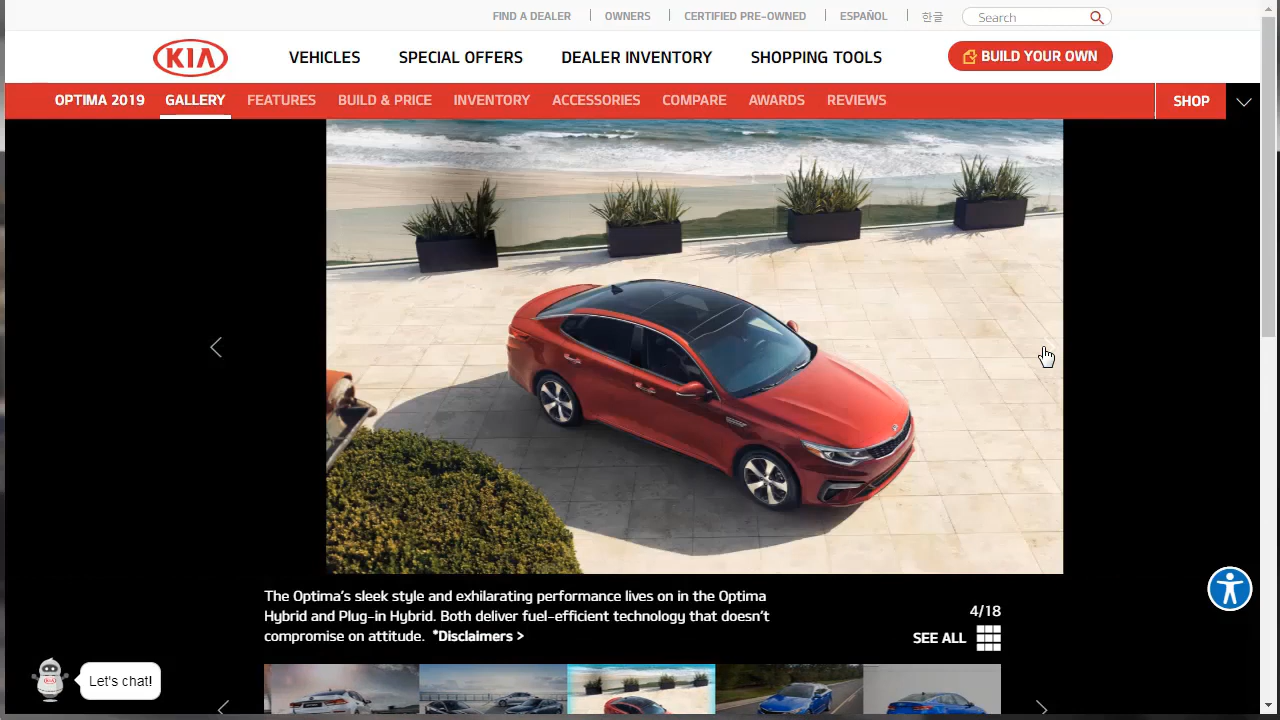 FIND A DEALER
OWNERS
CERTIFIED PRE-OWNED
ESPAÑOL
한글
Search
KIA
VEHICLES
SPECIAL OFFERS
DEALER INVENTORY
SHOPPING TOOLS
BUILD YOUR OWN
OPTIMA 2019
GALLERY
FEATURES
BUILD & PRICE
INVENTORY
ACCESSORIES
COMPARE
AWARDS
REVIEWS
SHOP
The Optima's sleek style and exhilarating performance lives on in the Optima
Hybrid and Plug-in Hybrid. Both deliver fuel-efficient technology that doesn't
compromise on attitude. *Disclaimers >
4/18
SEE ALL
Let's chat!